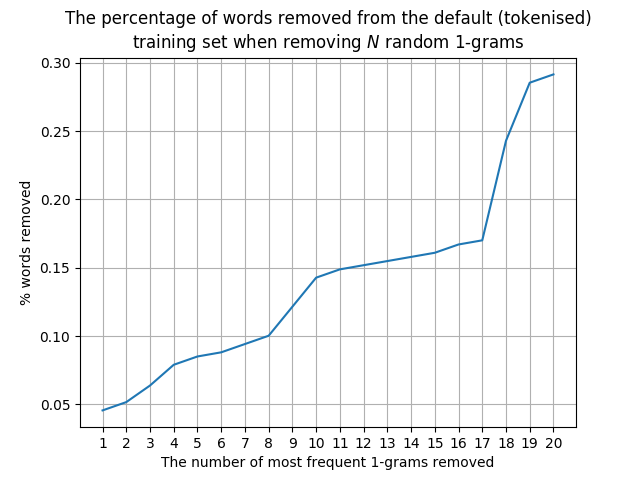 The percentage of words removed from the default (tokenised)
training set when removing N random 1-grams
0.30
0.25
0.20
0.15
0.10
0.05
% words removed
1 2 3 4 5 6 7 8 9 10 11 12 13 14 15 16 17 18 19 20
The number of most frequent 1-grams removed